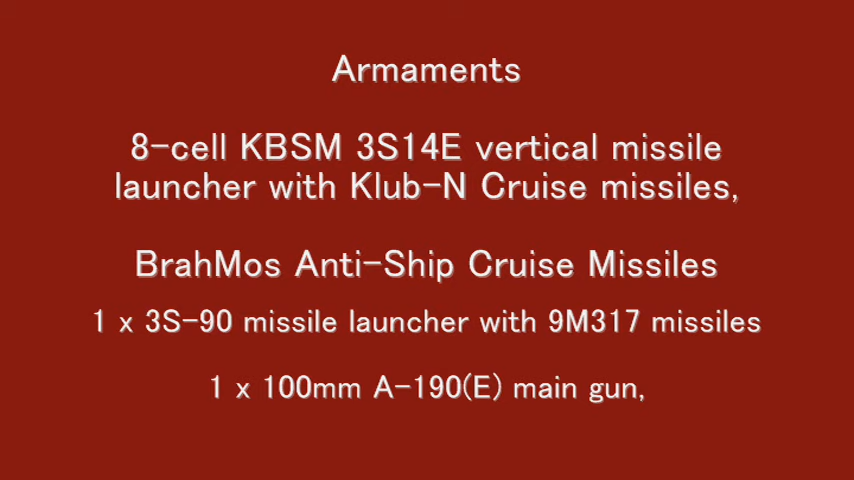 Armaments
8-cell KBSM 3S14E vertical missile
launcher with Klub-N Cruise missiles,
BrahMos Anti-Ship Cruise Missiles
1 x 3S-90 missile launcher with 9M317 missiles
1 x 100mm A-190(E) main gun,